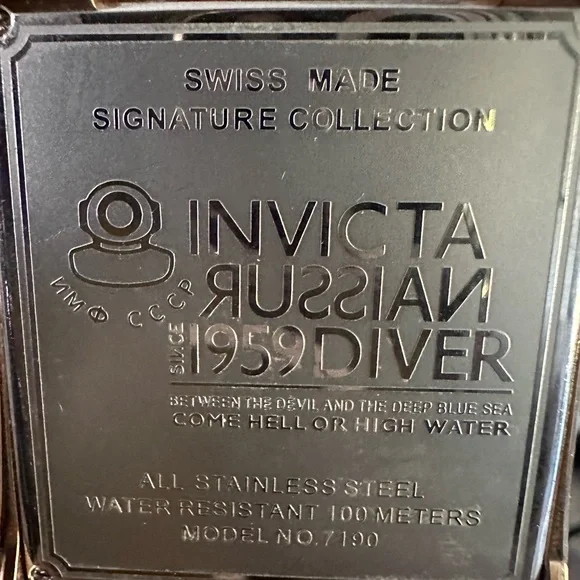 SWISS MADE
SIGNATURE COLLECTION
ИМФ СССР
INVICTA
ЯUSSIAИ
SINCE 1959 DIVER
BETWEEN THE DEVIL AND THE DEEP BLUE SEA
COME HELL OR HIGH WATER
ALL STAINLESS STEEL
WATER RESISTANT 100 METERS
MODEL NO.7190